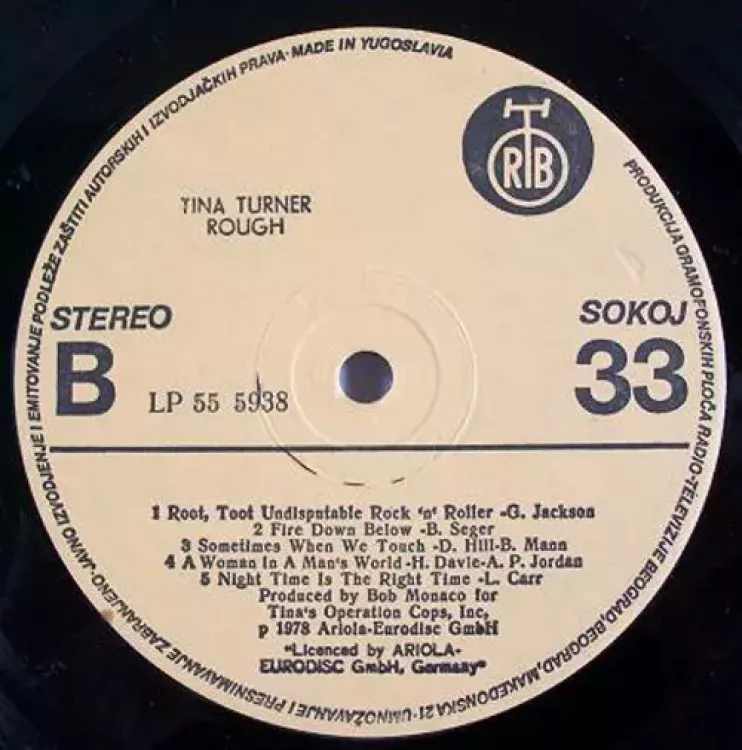 PRODUKCIJA GRAMOFONSKIH PLOČA RADIO-TELEVIZIJE BEOGRAD, BEOGRAD, MAKEDONSKA 21 - UMNOŽAVANJE I PRESNIMAVANJE ZABRANJENO - JAVNO IZVODJENJE I EMITOVANJE PODLEŽE ZAŠTITI AUTORSKIH I IZVODJAČKIH PRAVA · MADE IN YUGOSLAVIA
RTB
TINA TURNER
ROUGH
STEREO
SOKOJ
B
33
LP 55 5938
1 Root, Toot Undisputable Rock 'n' Roller -G. Jackson
2 Fire Down Below -B. Seger
3 Sometimes When We Touch -D. Hill-B. Mann
4 A Woman In A Man's World -H. Davie-A. P. Jordan
5 Night Time Is The Right Time -L. Carr
Produced by Bob Monaco for
Tina's Operation Cops, Inc,
p 1978 Ariola-Eurodisc GmbH
"Licenced by ARIOLA-
EURODISC GmbH, Germany"